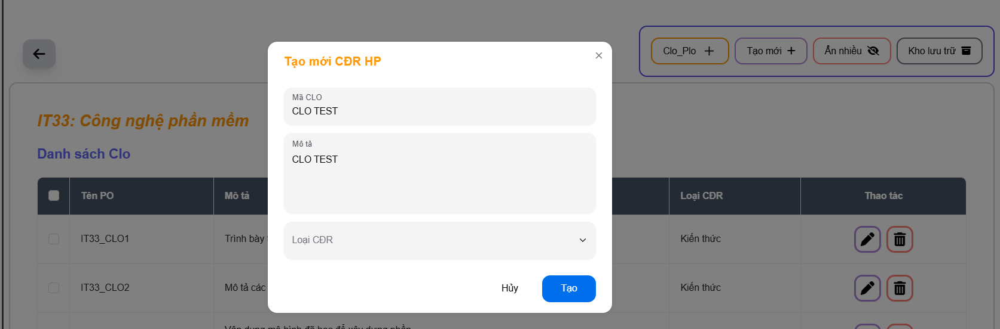 Clo_Plo
Tạo mới
Ẩn nhiều
Kho lưu trữ
Tạo mới CĐR HP
Mã CLO
CLO TEST
Mô tả
CLO TEST
Loại CĐR
Hủy
Tạo
IT33: Công nghệ phần mềm
Danh sách Clo
Tên PO
Mô tả
Loại CĐR
Thao tác
IT33_CLO1
Trình bày
Kiến thức
IT33_CLO2
Mô tả các
Kiến thức
Vận dụng mô hình đã học để xây dựng phần